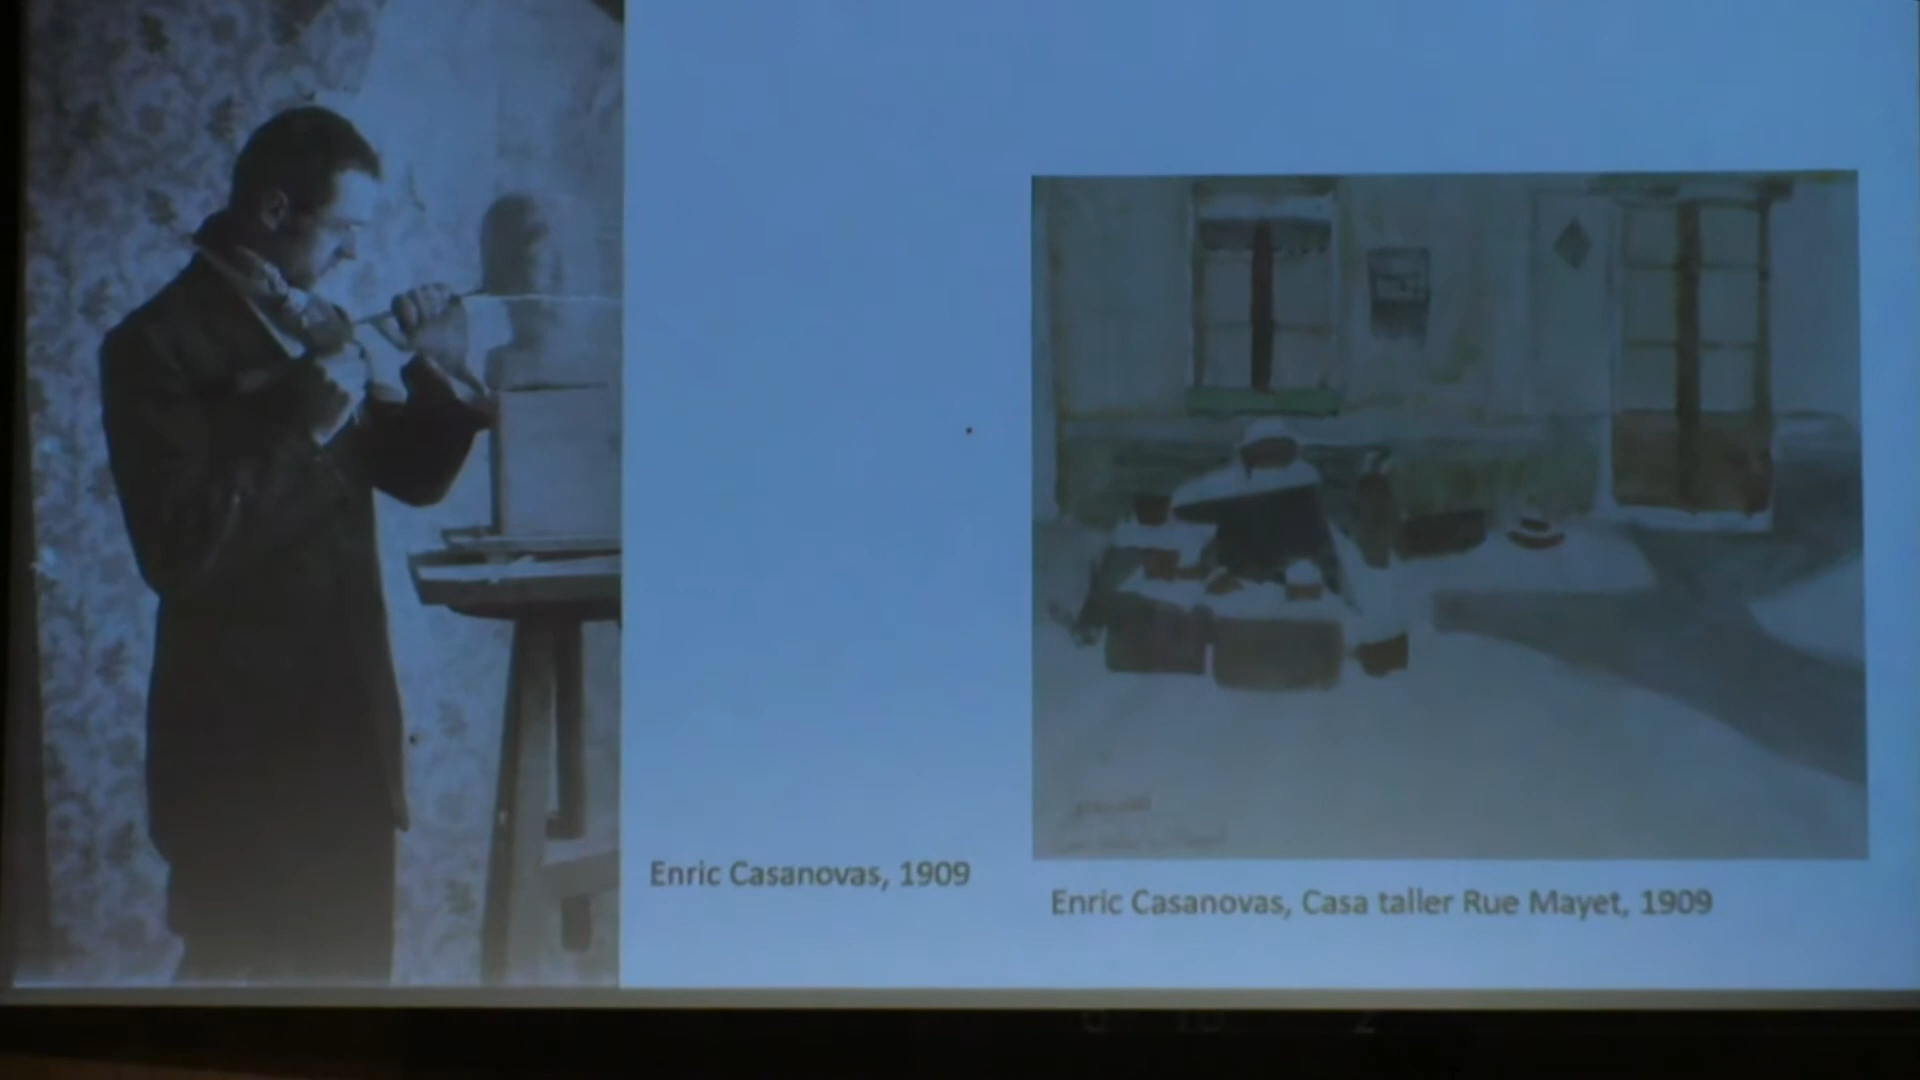 Enric Casanovas, 1909
Enric Casanovas, Casa taller Rue Mayet, 1909